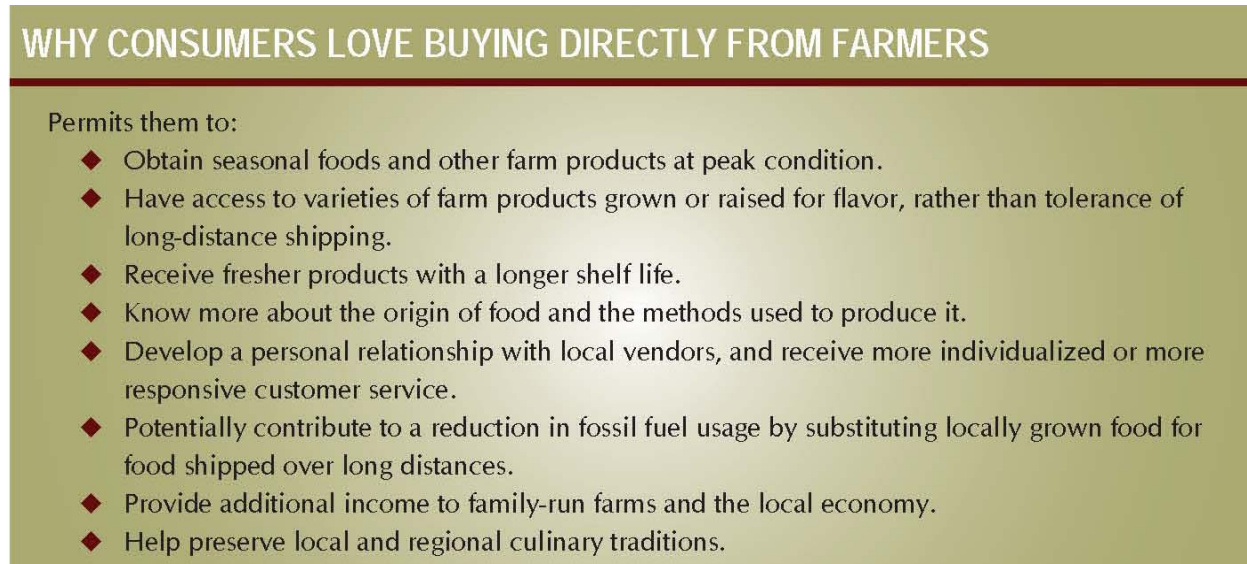 WHY CONSUMERS LOVE BUYING DIRECTLY FROM FARMERS
Permits them to:
◆ Obtain seasonal foods and other farm products at peak condition.
◆ Have access to varieties of farm products grown or raised for flavor, rather than tolerance of
long-distance shipping.
◆ Receive fresher products with a longer shelf life.
◆ Know more about the origin of food and the methods used to produce it.
◆ Develop a personal relationship with local vendors, and receive more individualized or more
responsive customer service.
◆ Potentially contribute to a reduction in fossil fuel usage by substituting locally grown food for
food shipped over long distances.
◆ Provide additional income to family-run farms and the local economy.
◆ Help preserve local and regional culinary traditions.